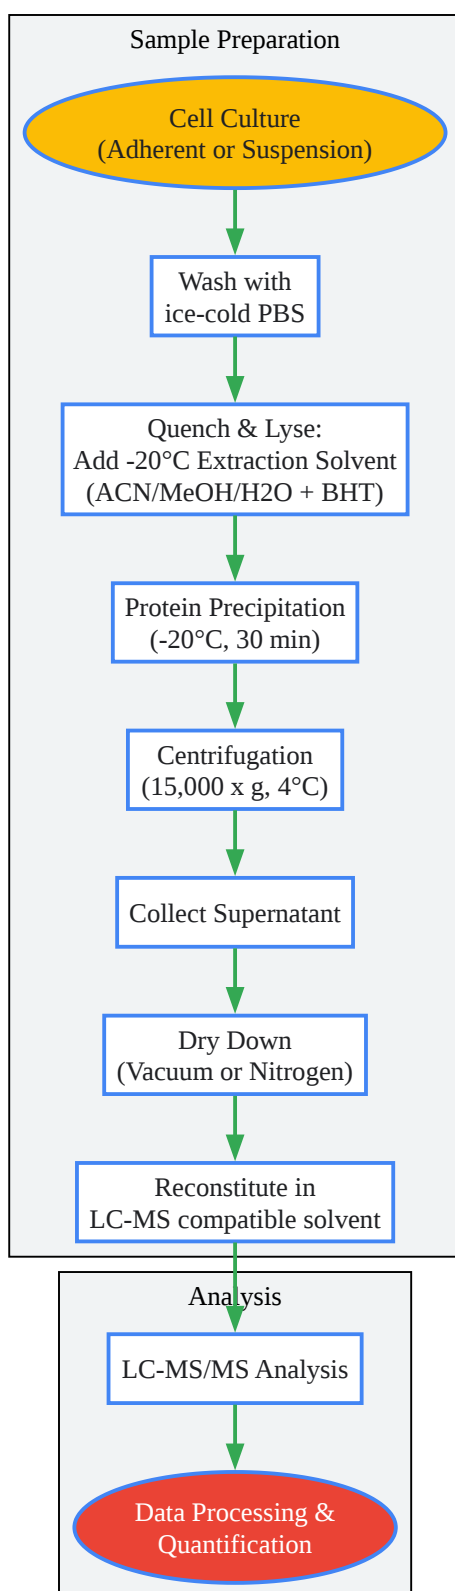 Sample Preparation
Cell Culture
(Adherent or Suspension)
Wash with
ice-cold PBS
Quench & Lyse:
Add -20°C Extraction Solvent
(ACN/MeOH/H2O + BHT)
Protein Precipitation
(-20°C, 30 min)
Centrifugation
(15,000 x g, 4°C)
Collect Supernatant
Dry Down
(Vacuum or Nitrogen)
Reconstitute in
LC-MS compatible solvent
Analysis
LC-MS/MS Analysis
Data Processing &
Quantification